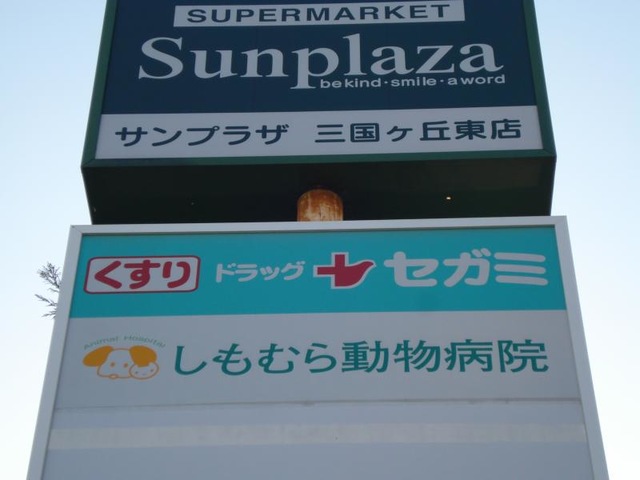 SUPERMARKET
Sunplaza
be kind・smile・a word
サンプラザ 三国ヶ丘東店
くすり ドラッグ セガミ
Animal Hospital
しもむら動物病院